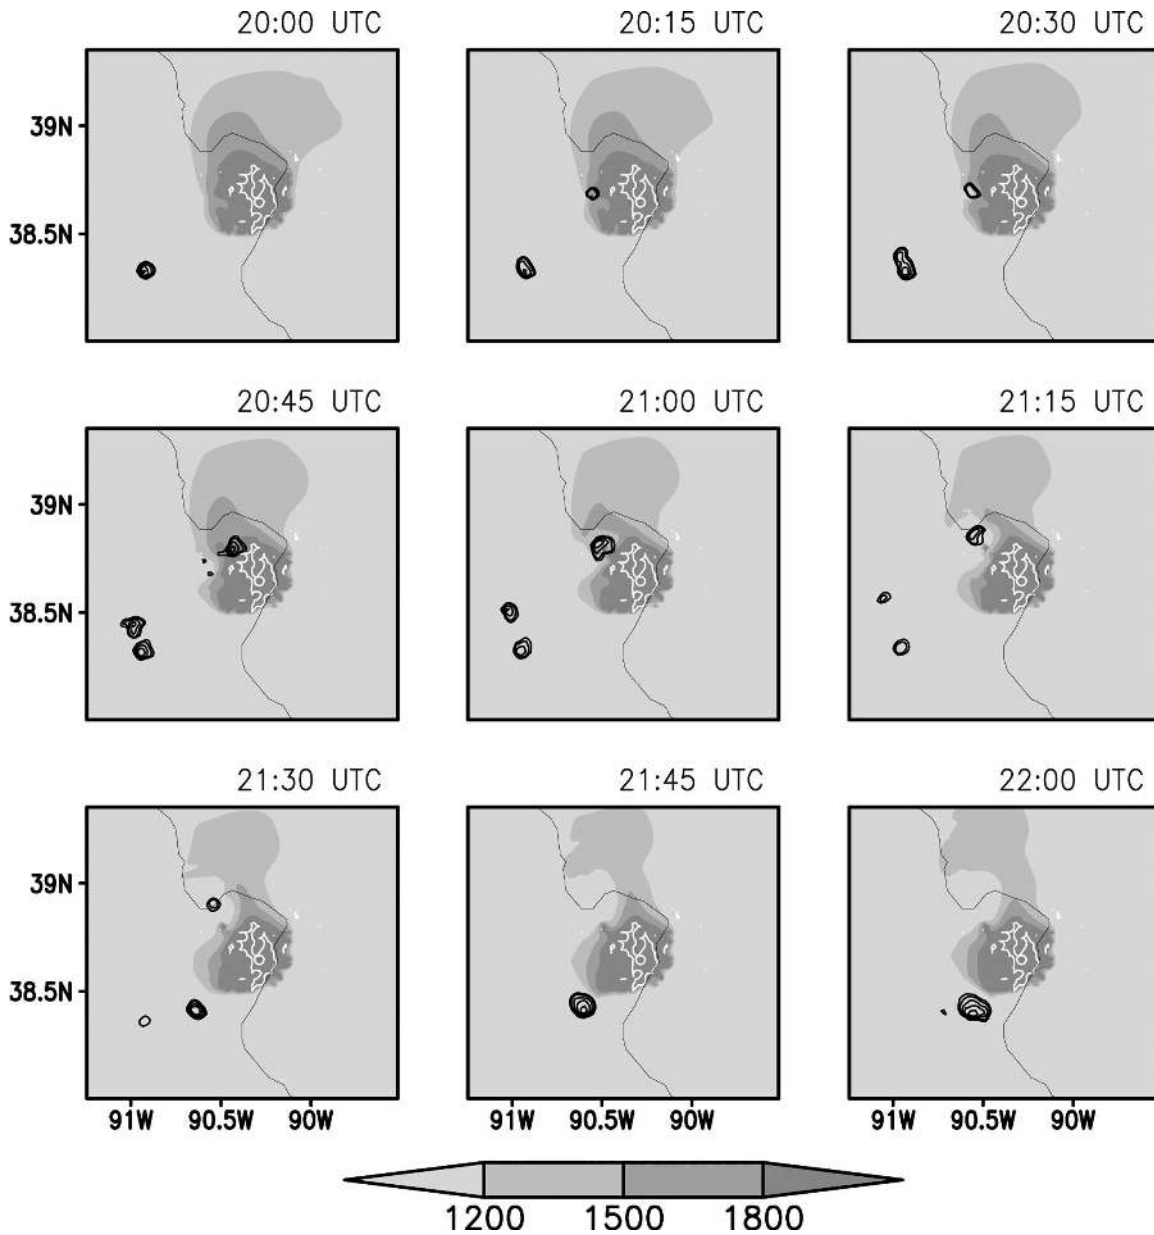 20:00 UTC 20:15 UTC 20:30 UTC
39N
38.5N
20:45 UTC 21:00 UTC 21:15 UTC
39N
38.5N
21:30 UTC 21:45 UTC 22:00 UTC
39N
38.5N
91W 90.5W 90W 91W 90.5W 90W 91W 90.5W 90W
1200 1500 1800